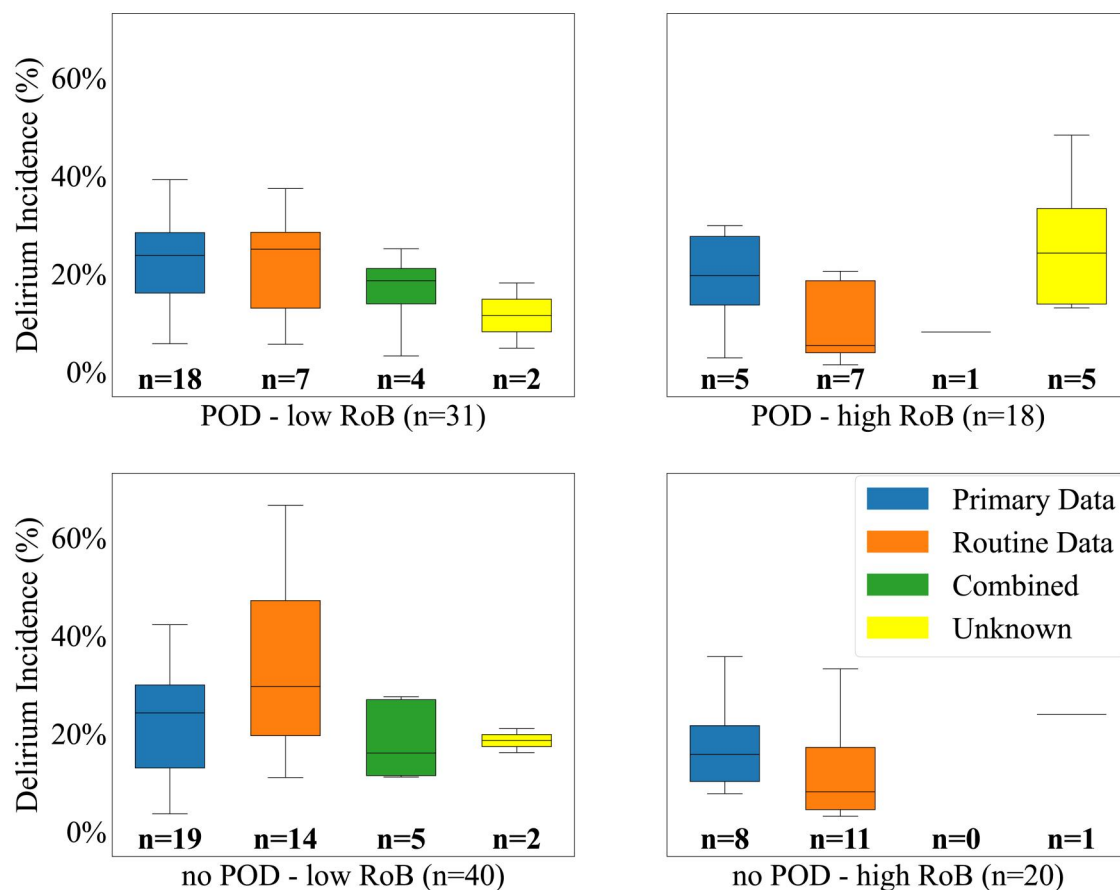 Delirium Incidence (%)
60%
40%
20%
0%
n=18 n=7 n=4 n=2
POD - low RoB (n=31)
n=5 n=7 n=1 n=5
POD - high RoB (n=18)
Delirium Incidence (%)
60%
40%
20%
0%
n=19 n=14 n=5 n=2
no POD - low RoB (n=40)
Primary Data
Routine Data
Combined
Unknown
n=8 n=11 n=0 n=1
no POD - high RoB (n=20)